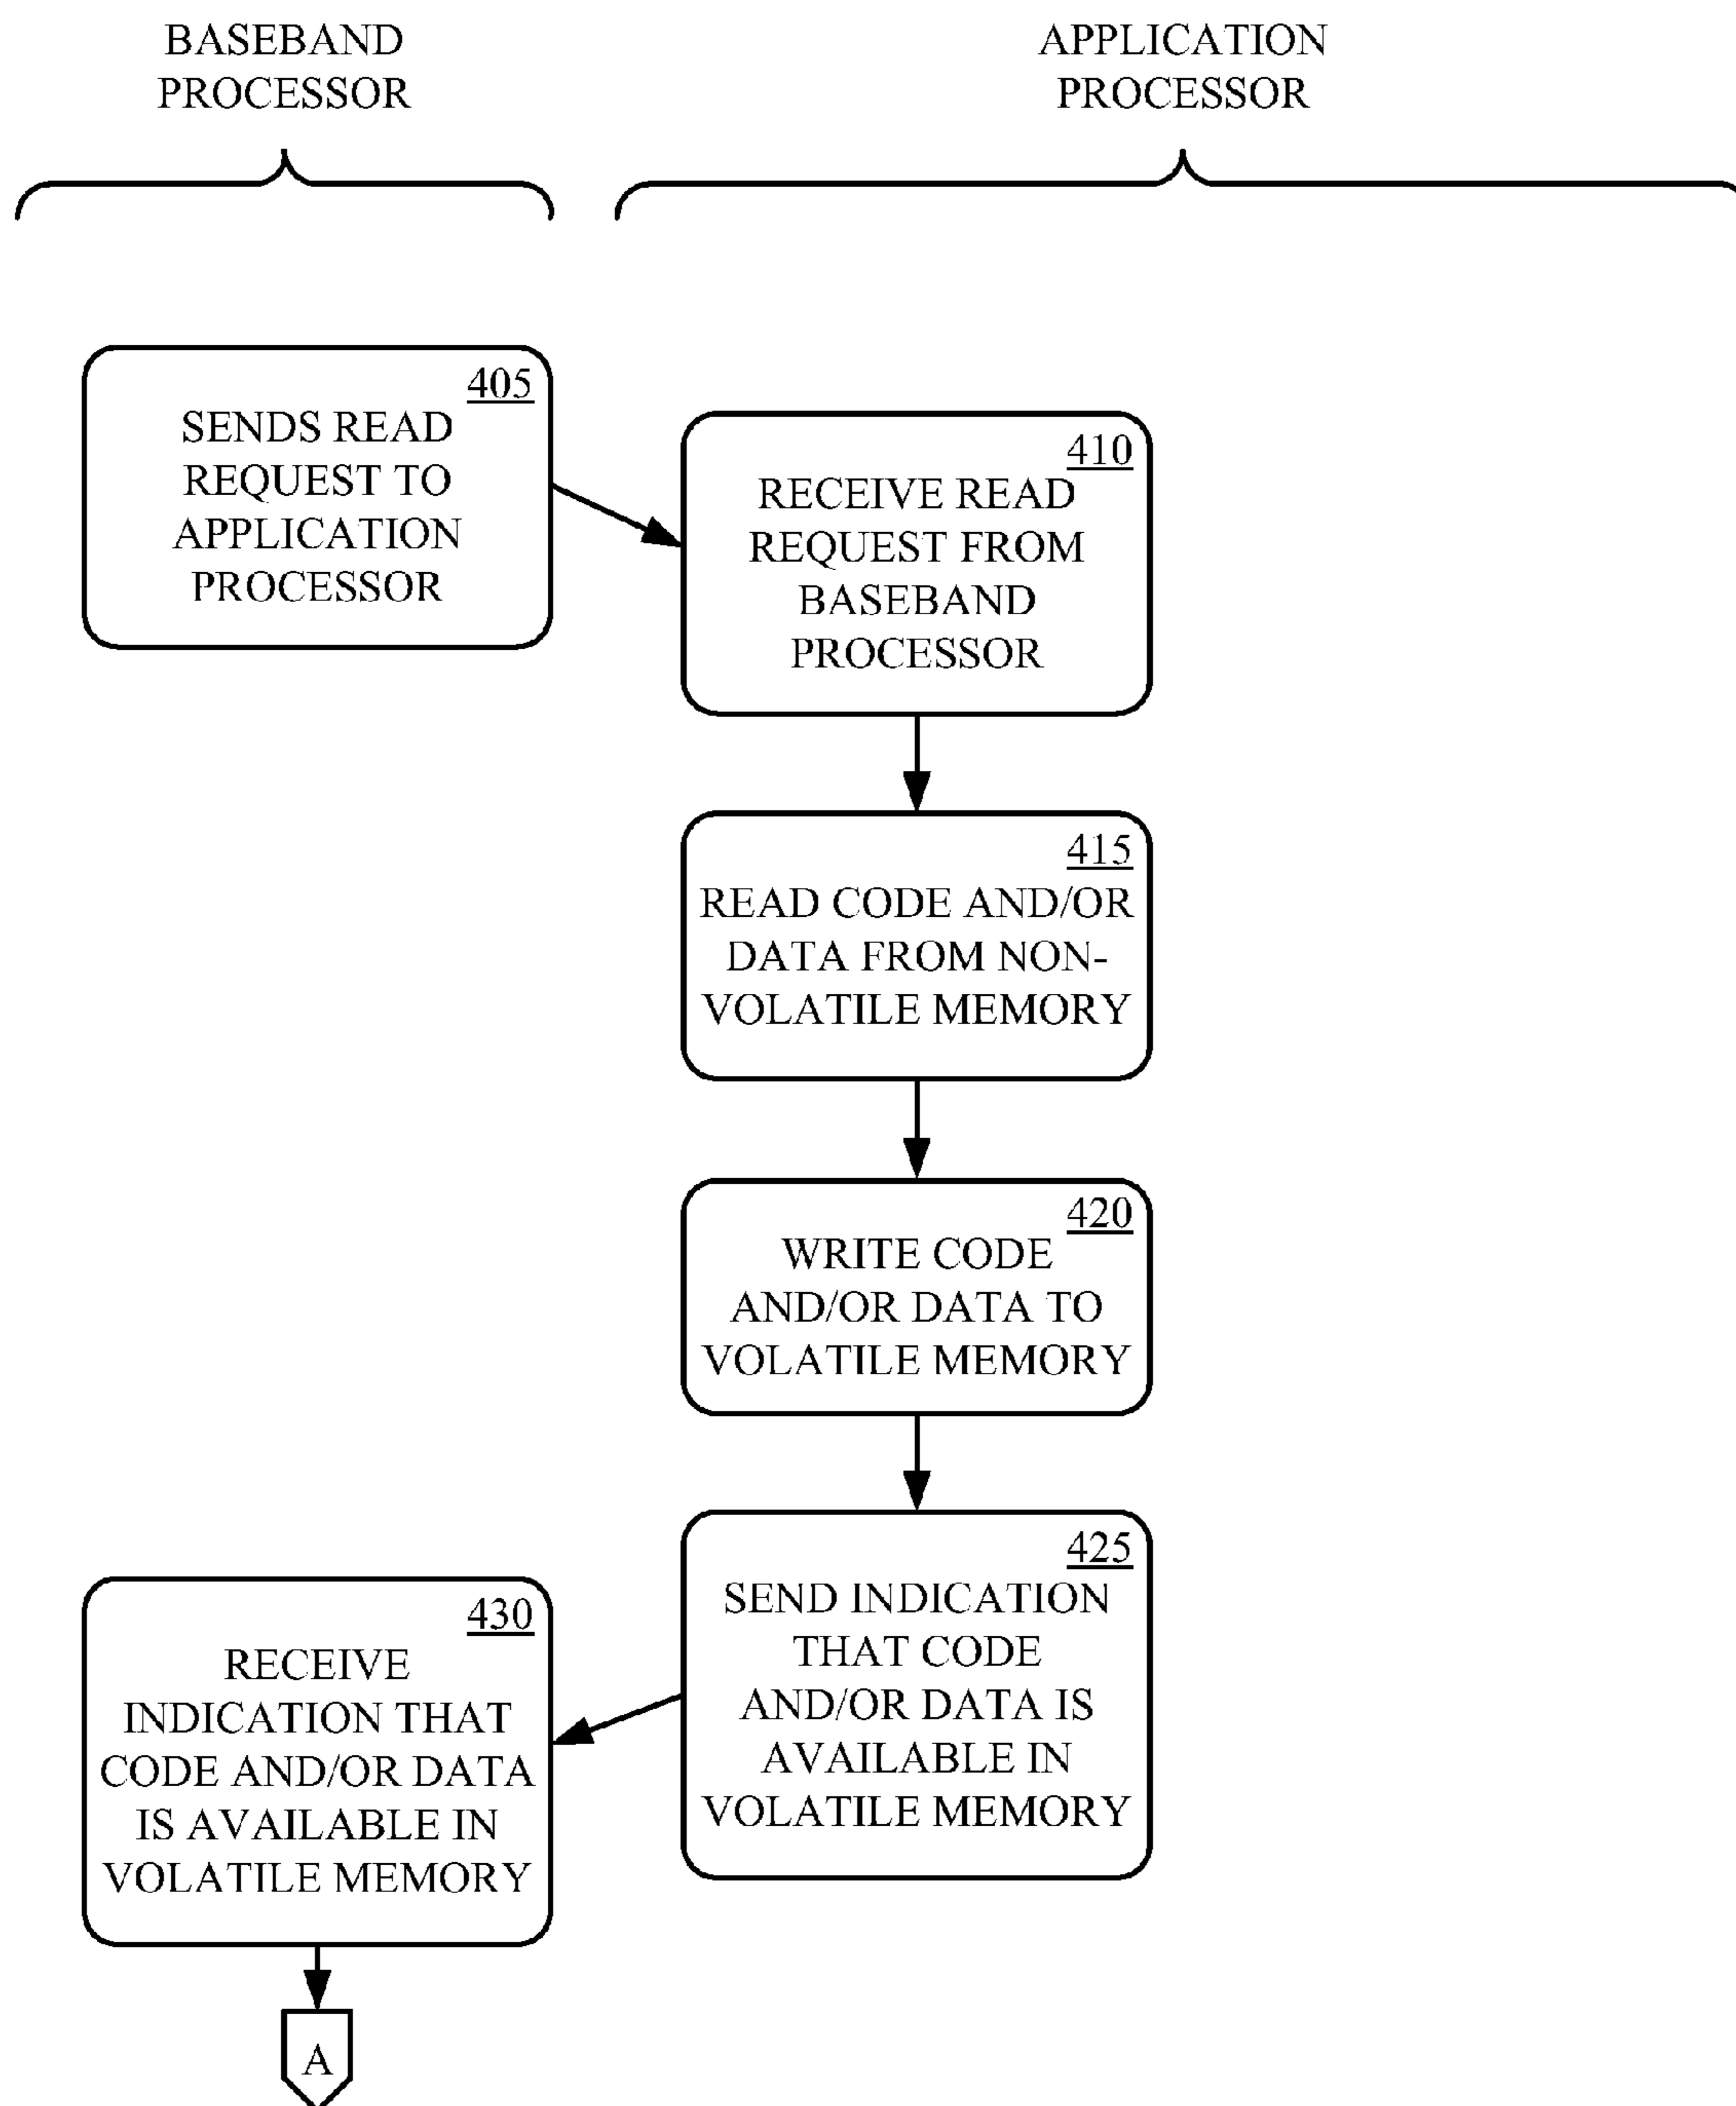 BASEBAND
PROCESSOR
APPLICATION
PROCESSOR
405
SENDS READ
REQUEST TO
APPLICATION
PROCESSOR
410
RECEIVE READ
REQUEST FROM
BASEBAND
PROCESSOR
415
READ CODE AND/OR
DATA FROM NON-
VOLATILE MEMORY
420
WRITE CODE
AND/OR DATA TO
VOLATILE MEMORY
425
SEND INDICATION
THAT CODE
AND/OR DATA IS
AVAILABLE IN
VOLATILE MEMORY
430
RECEIVE
INDICATION THAT
CODE AND/OR DATA
IS AVAILABLE IN
VOLATILE MEMORY
A